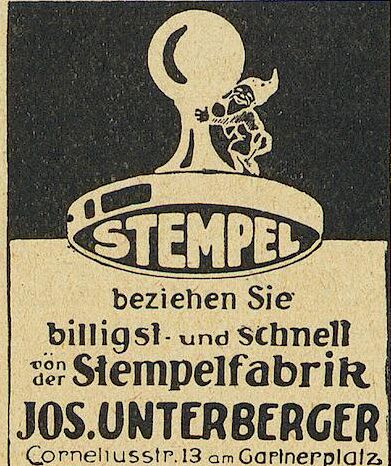 STEMPEL
beziehen Sie
billigst- und schnell
von der Stempelfabrik
JOS. UNTERBERGER
Corneliusstr. 13 am Gärtnerplatz